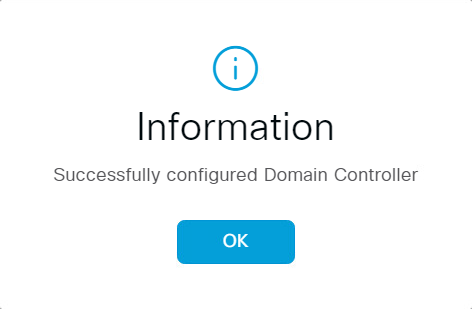 Information
Successfully configured Domain Controller
OK